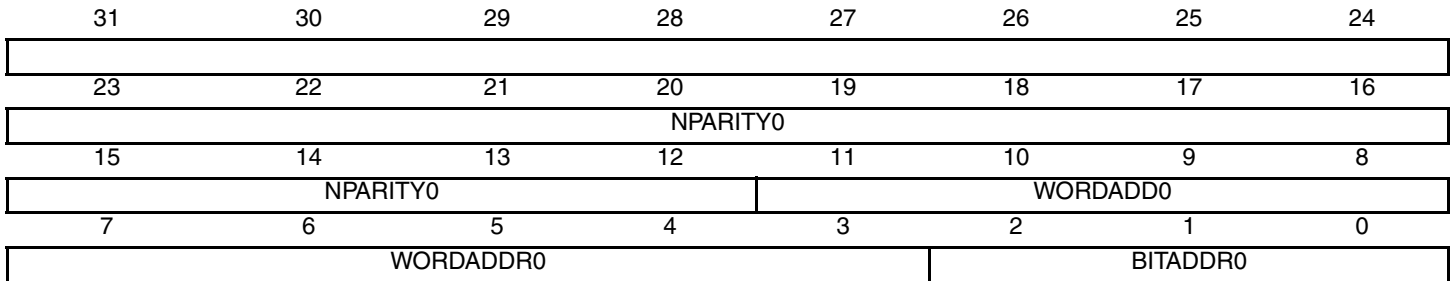 31 30 29 28 27 26 25 24
23 22 21 20 19 18 17 16
NPARITY0
15 14 13 12 11 10 9 8
NPARITY0 WORDADD0
7 6 5 4 3 2 1 0
WORDADDR0 BITADDR0